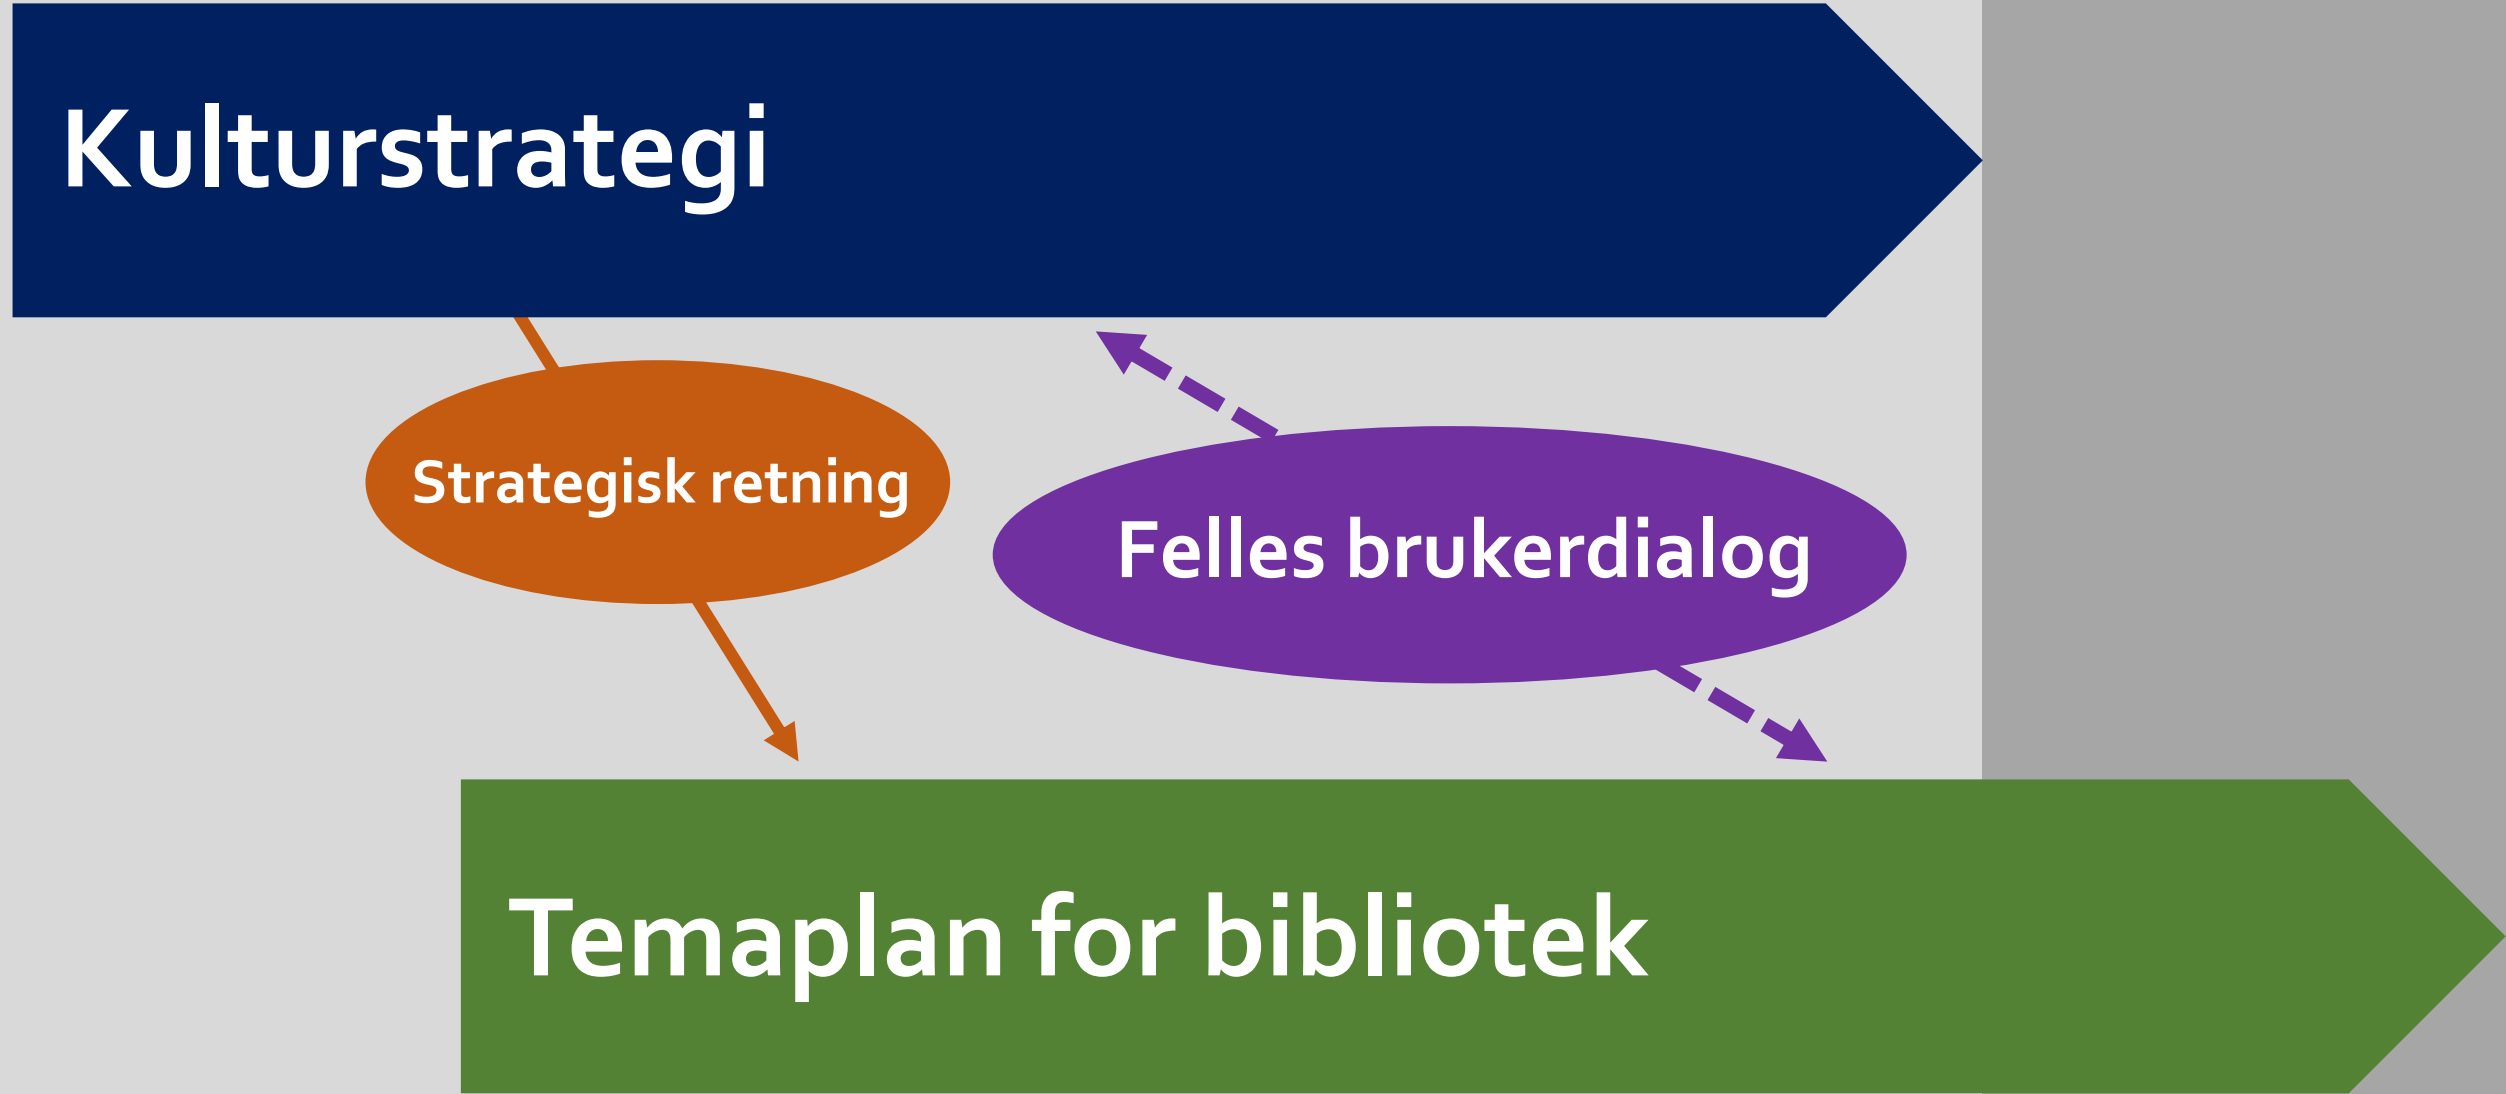 Kulturstrategi
Strategisk retning
Felles brukerdialog
Temaplan for bibliotek